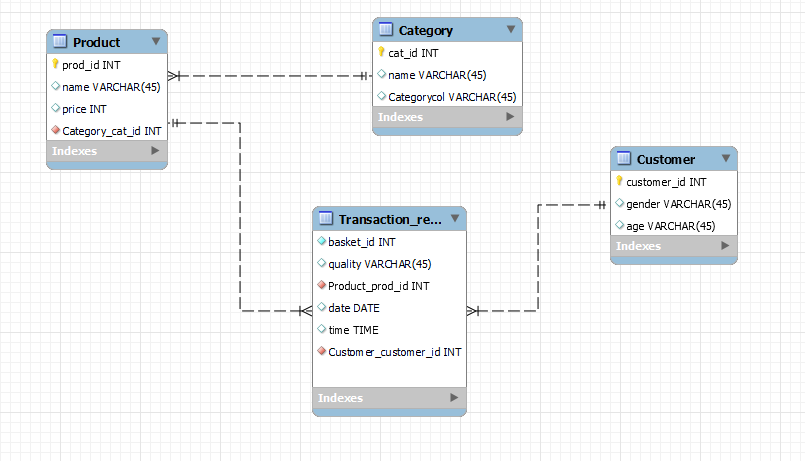 Product
prod_id INT
name VARCHAR(45)
price INT
Category_cat_id INT
Indexes
Category
cat_id INT
name VARCHAR(45)
Categorycol VARCHAR(45)
Indexes
Customer
customer_id INT
gender VARCHAR(45)
age VARCHAR(45)
Indexes
Transaction_re...
basket_id INT
quality VARCHAR(45)
Product_prod_id INT
date DATE
time TIME
Customer_customer_id INT
Indexes